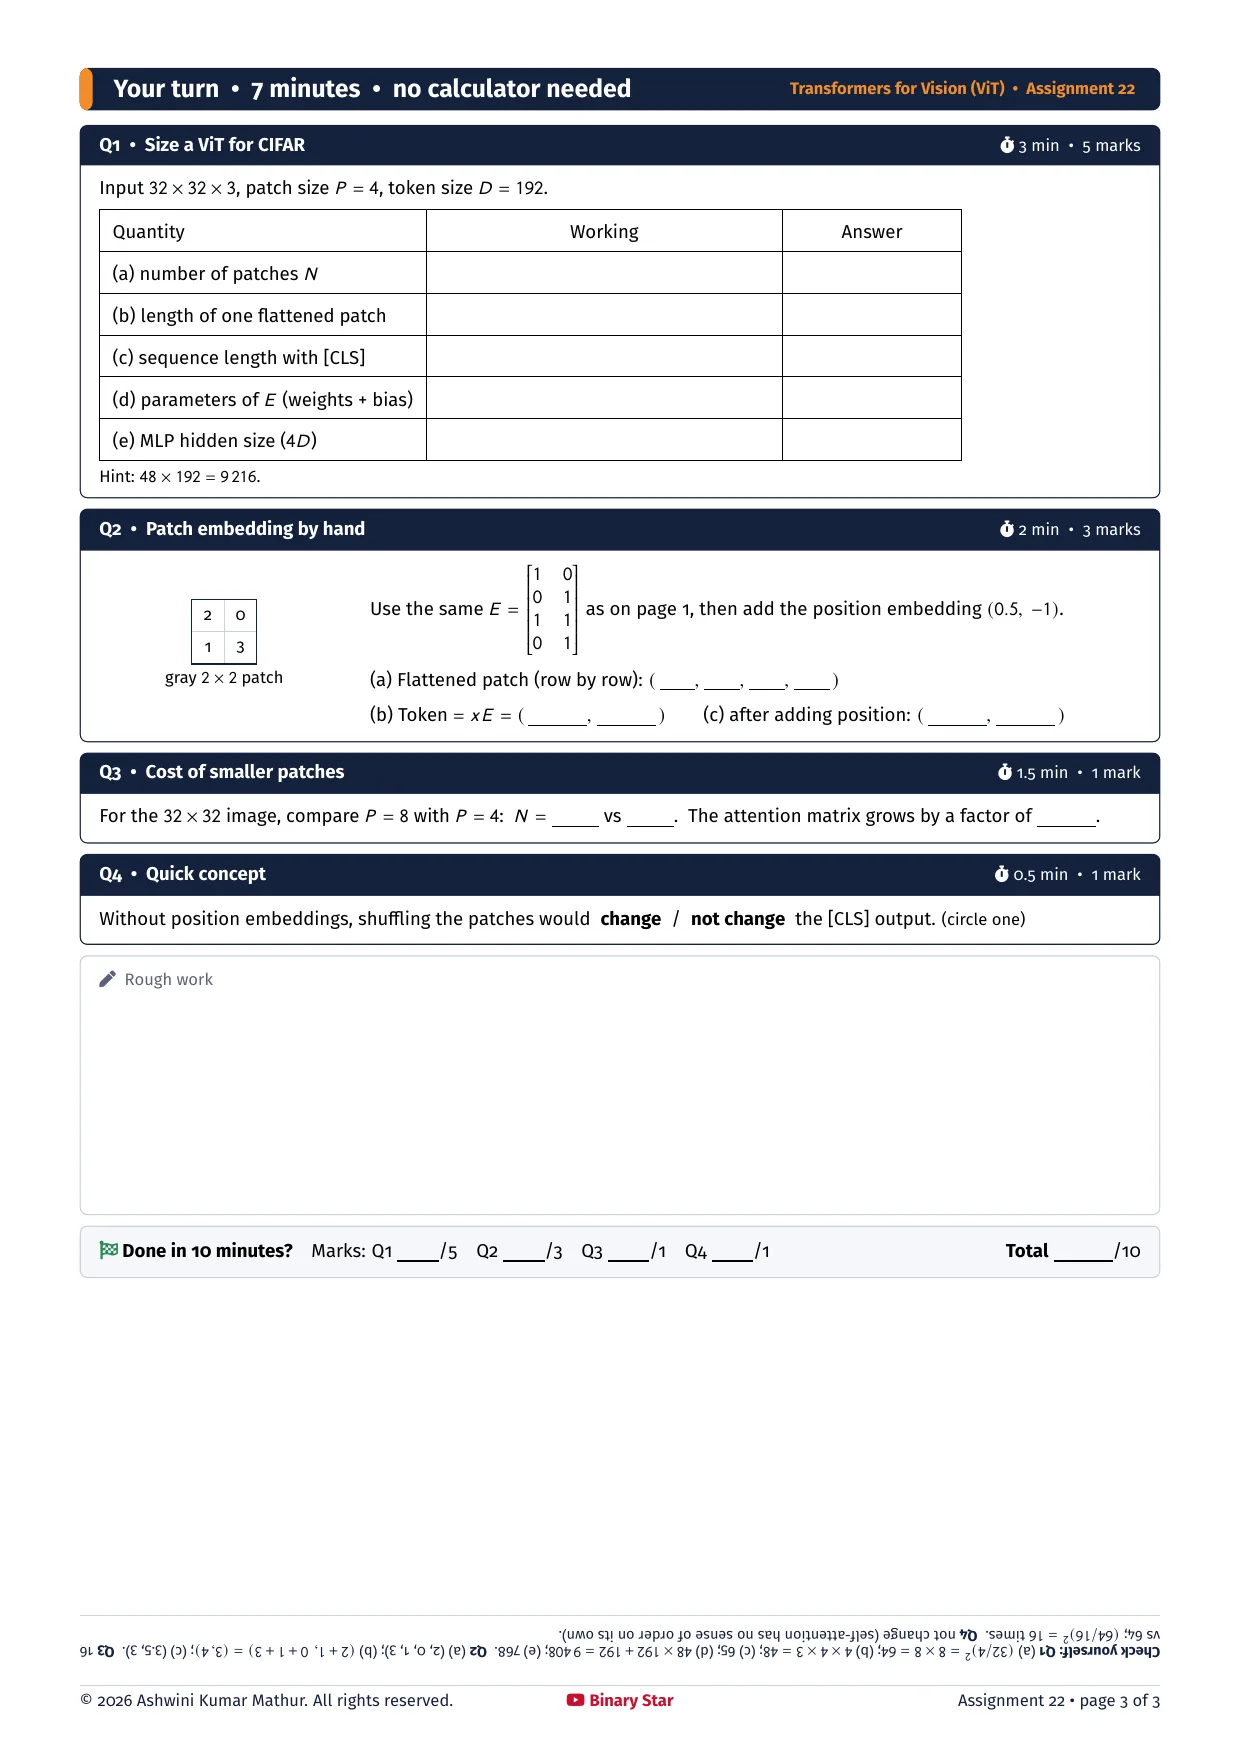 Your turn • 7 minutes • no calculator needed
Transformers for Vision (ViT) • Assignment 22
Q1 • Size a ViT for CIFAR
3 min • 5 marks
Input 32 × 32 × 3, patch size P = 4, token size D = 192.
Quantity Working Answer
(a) number of patches N
(b) length of one flattened patch
(c) sequence length with [CLS]
(d) parameters of E (weights + bias)
(e) MLP hidden size (4D)
Hint: 48 × 192 = 9 216.
Q2 • Patch embedding by hand
2 min • 3 marks
2 0
1 3
gray 2 × 2 patch
Use the same E = [1 0 0 1 1 1 0 1] as on page 1, then add the position embedding (0.5, −1).
(a) Flattened patch (row by row): ( ___, ___, ___, ___ )
(b) Token = xE = ( _____, _____ ) (c) after adding position: ( _____, _____ )
Q3 • Cost of smaller patches
1.5 min • 1 mark
For the 32 × 32 image, compare P = 8 with P = 4: N = ____ vs ____. The attention matrix grows by a factor of _____.
Q4 • Quick concept
0.5 min • 1 mark
Without position embeddings, shuffling the patches would change / not change the [CLS] output. (circle one)
Rough work
Done in 10 minutes? Marks: Q1 ____/5 Q2 ____/3 Q3 ____/1 Q4 ____/1 Total _____/10
Check yourself: Q1 (a) (32/4)² = 8 × 8 = 64; (b) 4 × 4 × 3 = 48; (c) 65; (d) 48 × 192 + 192 = 9 408; (e) 768. Q2 (a) (2, 0, 1, 3); (b) (2 + 1, 0 + 1 + 3) = (3, 4); (c) (3.5, 3). Q3 16
vs 64; (64/16)² = 16 times. Q4 not change (self-attention has no sense of order on its own).
© 2026 Ashwini Kumar Mathur. All rights reserved.
Binary Star
Assignment 22 • page 3 of 3